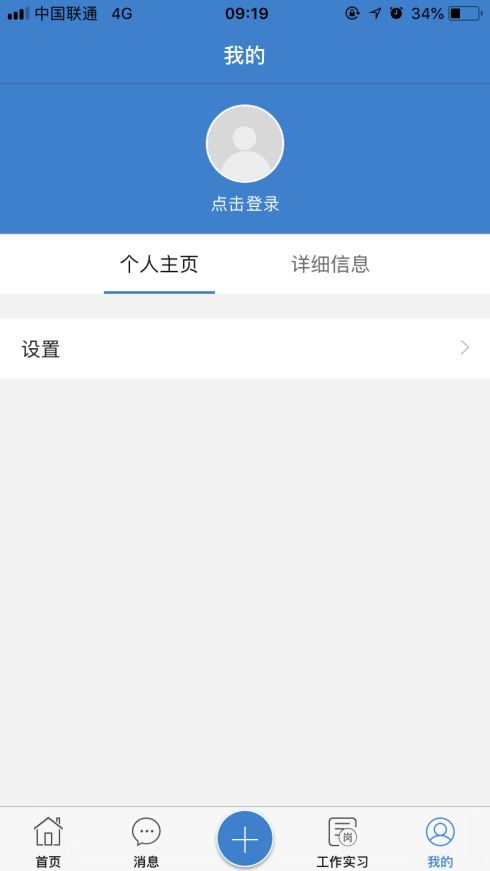 中国联通 4G 09:19 34%
我的
点击登录
个人主页 详细信息
设置
岗
首页 消息 工作实习 我的